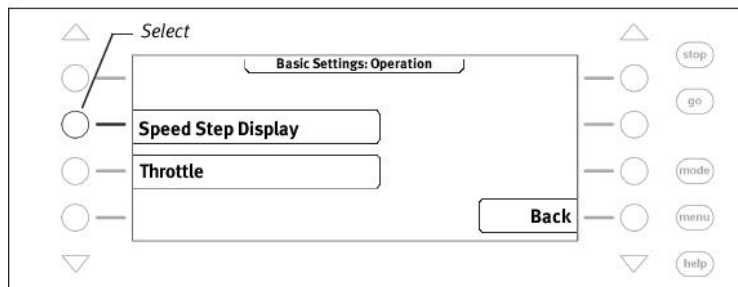 Select
Basic Settings: Operation
stop
go
Speed Step Display
Throttle
mode
Back
menu
help